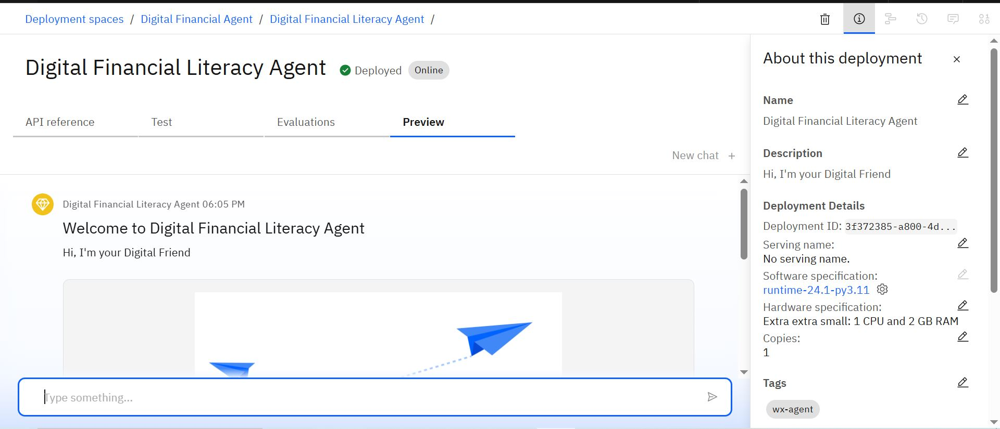 Deployment spaces / Digital Financial Agent / Digital Financial Literacy Agent /
Digital Financial Literacy Agent Deployed Online
API reference Test Evaluations Preview
New chat +
Digital Financial Literacy Agent 06:05 PM
Welcome to Digital Financial Literacy Agent
Hi, I'm your Digital Friend
Type something...
About this deployment
Name
Digital Financial Literacy Agent
Description
Hi, I'm your Digital Friend
Deployment Details
Deployment ID: 3f372385-a800-4d...
Serving name:
No serving name.
Software specification:
runtime-24.1-py3.11
Hardware specification:
Extra extra small: 1 CPU and 2 GB RAM
Copies:
1
Tags
wx-agent